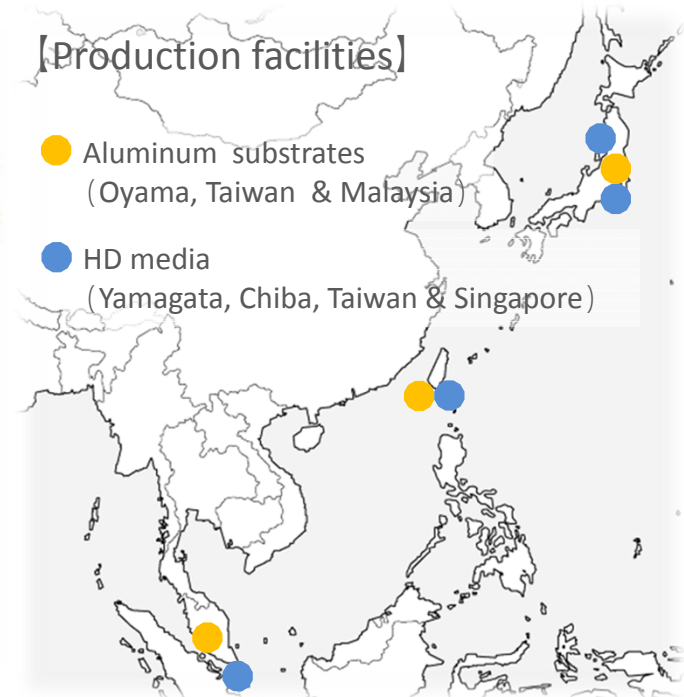 【Production facilities】
Aluminum substrates
（Oyama, Taiwan & Malaysia）
HD media
（Yamagata, Chiba, Taiwan & Singapore）